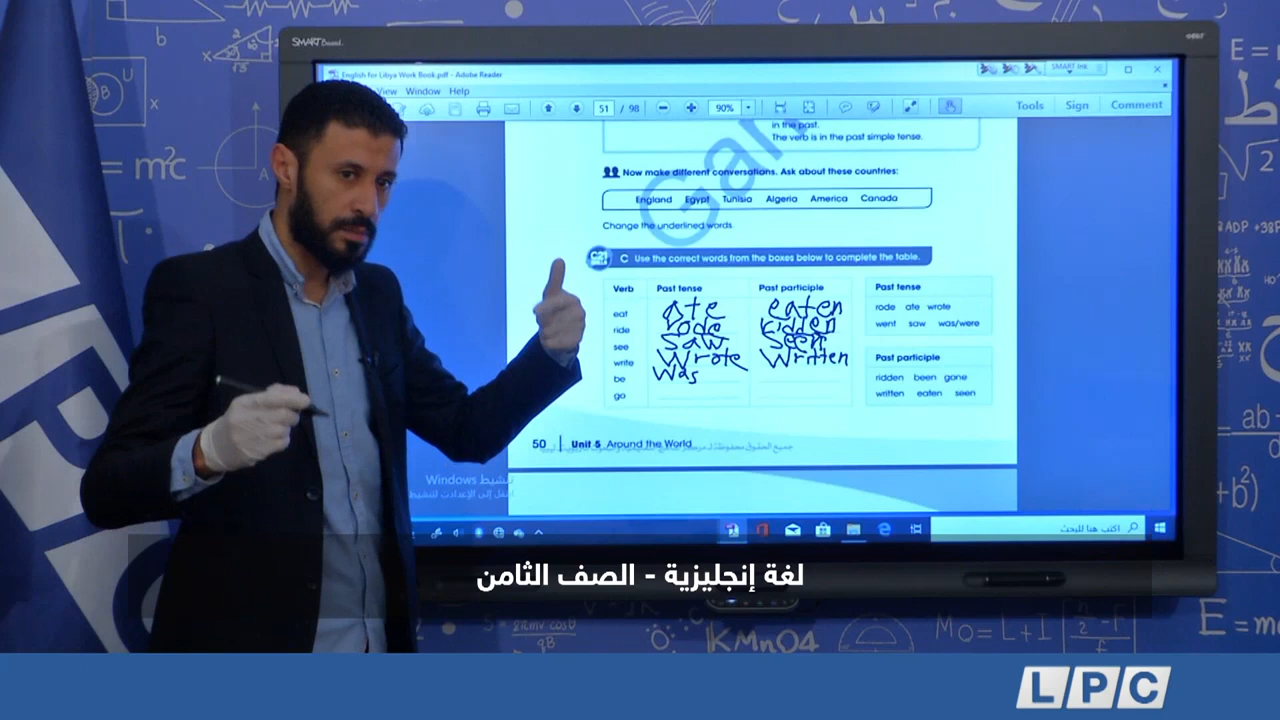 SMART Board
English for Libya Work Book.pdf - Adobe Reader
SMART Ink
View Window Help
51 / 98 90%
Tools Sign Comment
in the past.
The verb is in the past simple tense.
Now make different conversations. Ask about these countries:
England Egypt Tunisia Algeria America Canada
Change the underlined words.
C Use the correct words from the boxes below to complete the table.
Verb Past tense Past participle
eat ate eaten
ride rode ridden
see saw seen
write Wrote Written
be Was
go
Past tense
rode ate wrote
went saw was/were
Past participle
ridden been gone
written eaten seen
50 Unit 5 Around the World
تنشيط Windows
اكتب هنا للبحث
لغة إنجليزية - الصف الثامن
KMnO4
LPC